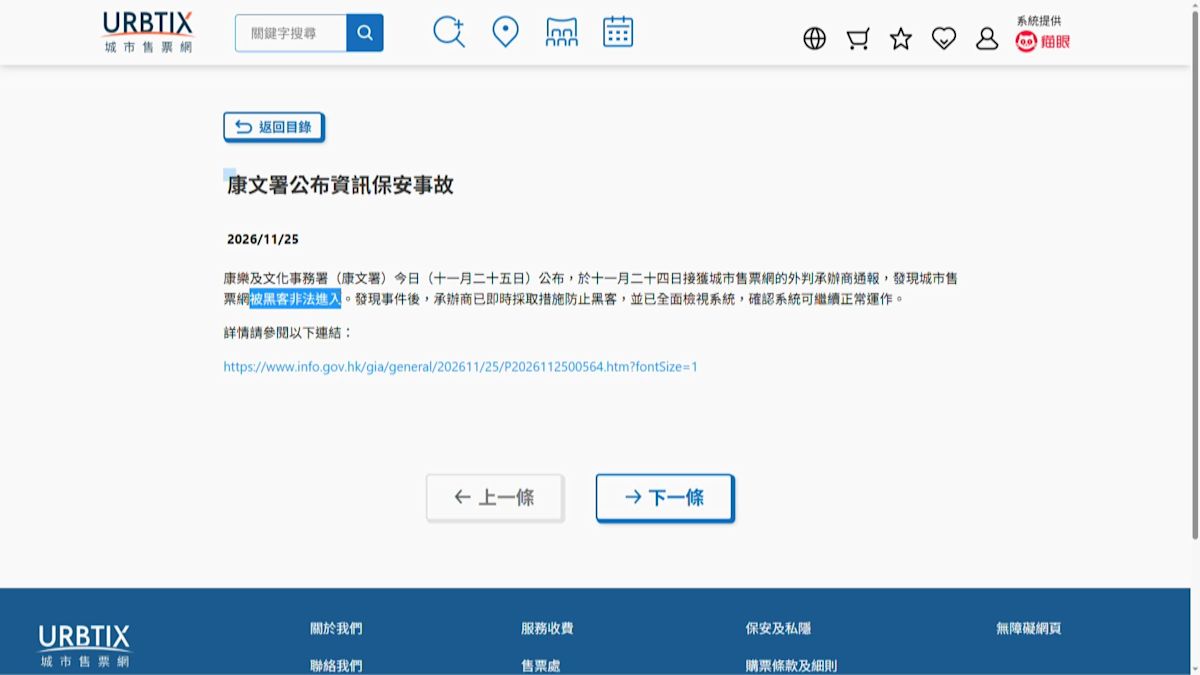 URBTIX
城市售票網
關鍵字搜尋
系統提供
貓眼
返回目錄
康文署公布資訊保安事故
2026/11/25
康樂及文化事務署（康文署）今日（十一月二十五日）公布，於十一月二十四日接獲城市售票網的外判承辦商通報，發現城市售
票網被黑客非法進入。發現事件後，承辦商已即時採取措施防止黑客，並已全面檢視系統，確認系統可繼續正常運作。
詳情請參閱以下連結：
https://www.info.gov.hk/gia/general/202611/25/P2026112500564.htm?fontSize=1
← 上一條
→ 下一條
URBTIX
城市售票網
關於我們
服務收費
保安及私隱
無障礙網頁
聯絡我們
售票處
購票條款及細則